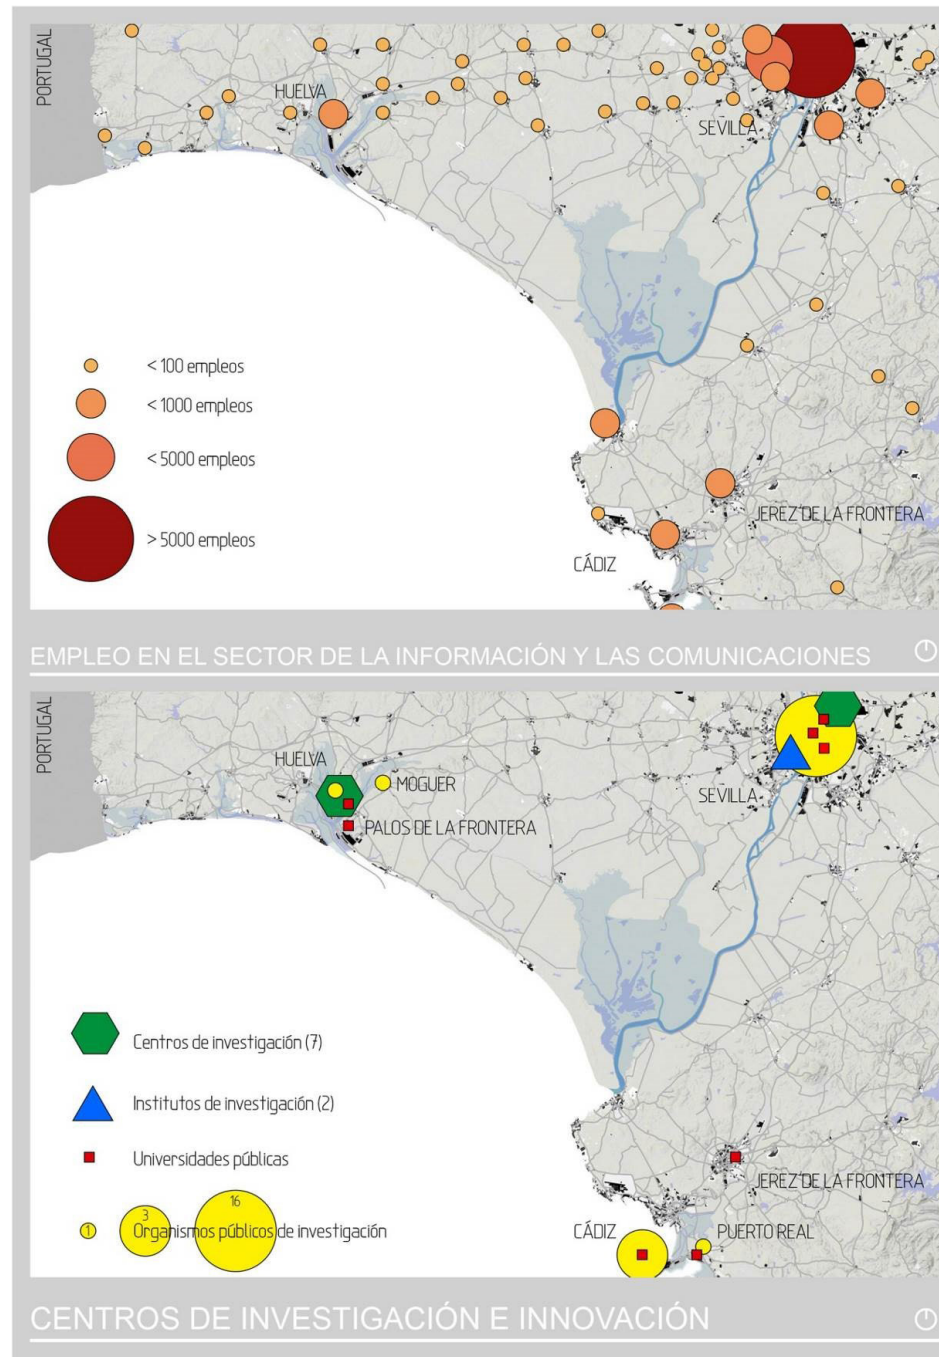 PORTUGAL
HUELVA
SEVILLA
< 100 empleos
< 1000 empleos
< 5000 empleos
> 5000 empleos
JEREZ DE LA FRONTERA
CÁDIZ
EMPLEO EN EL SECTOR DE LA INFORMACIÓN Y LAS COMUNICACIONES
PORTUGAL
HUELVA
MOGUER
SEVILLA
PALOS DE LA FRONTERA
Centros de investigación (7)
Institutos de investigación (2)
Universidades públicas
JEREZ DE LA FRONTERA
1
3
16
Organismos públicos de investigación
CÁDIZ
PUERTO REAL
CENTROS DE INVESTIGACIÓN E INNOVACIÓN